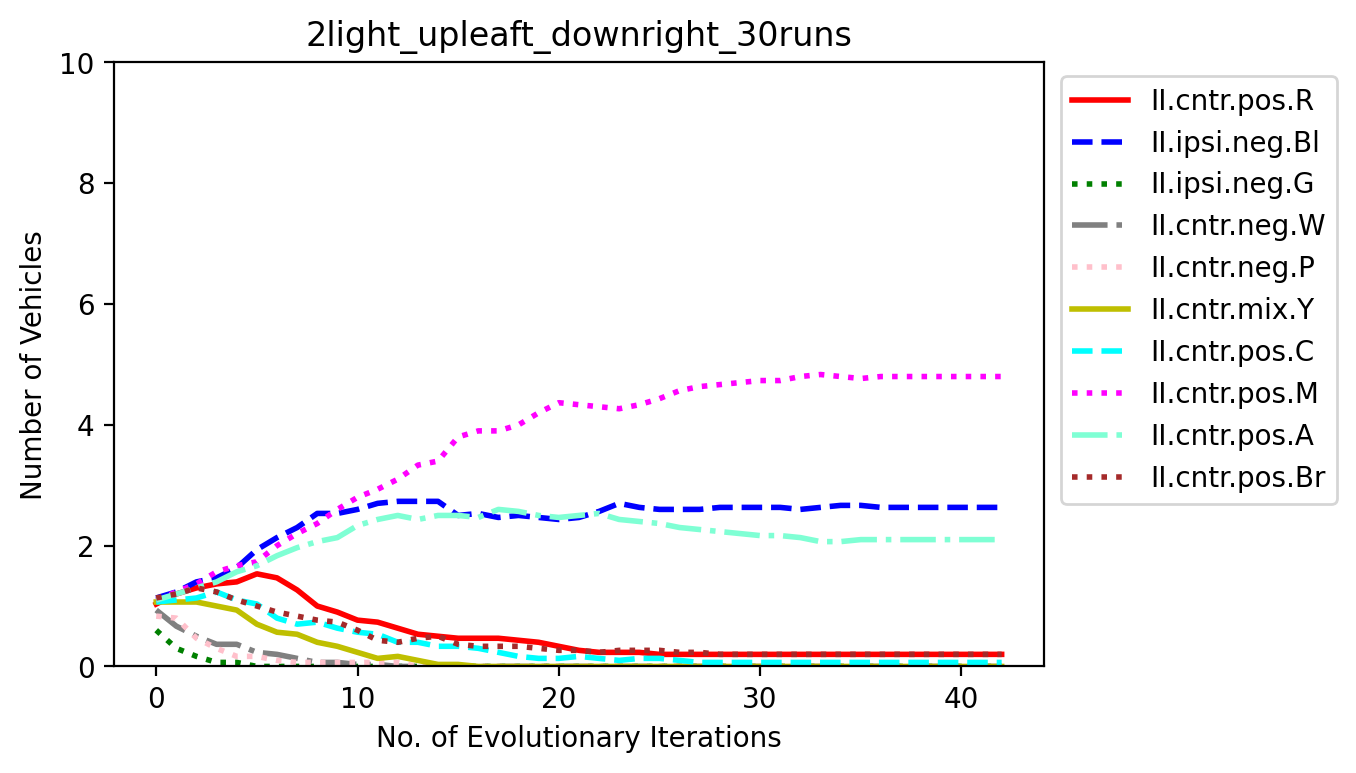 2light_upleaft_downright_30runs
10
8
6
4
2
0
Number of Vehicles
0 10 20 30 40
No. of Evolutionary Iterations
II.cntr.pos.R
II.ipsi.neg.Bl
II.ipsi.neg.G
II.cntr.neg.W
II.cntr.neg.P
II.cntr.mix.Y
II.cntr.pos.C
II.cntr.pos.M
II.cntr.pos.A
II.cntr.pos.Br